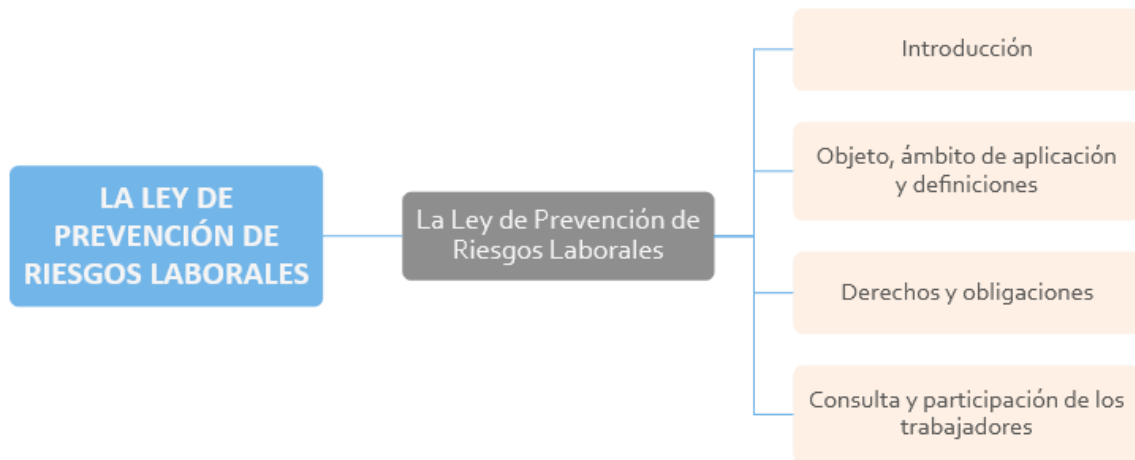 LA LEY DE
PREVENCIÓN DE
RIESGOS LABORALES
La Ley de Prevención de
Riesgos Laborales
Introducción
Objeto, ámbito de aplicación
y definiciones
Derechos y obligaciones
Consulta y participación de los
trabajadores